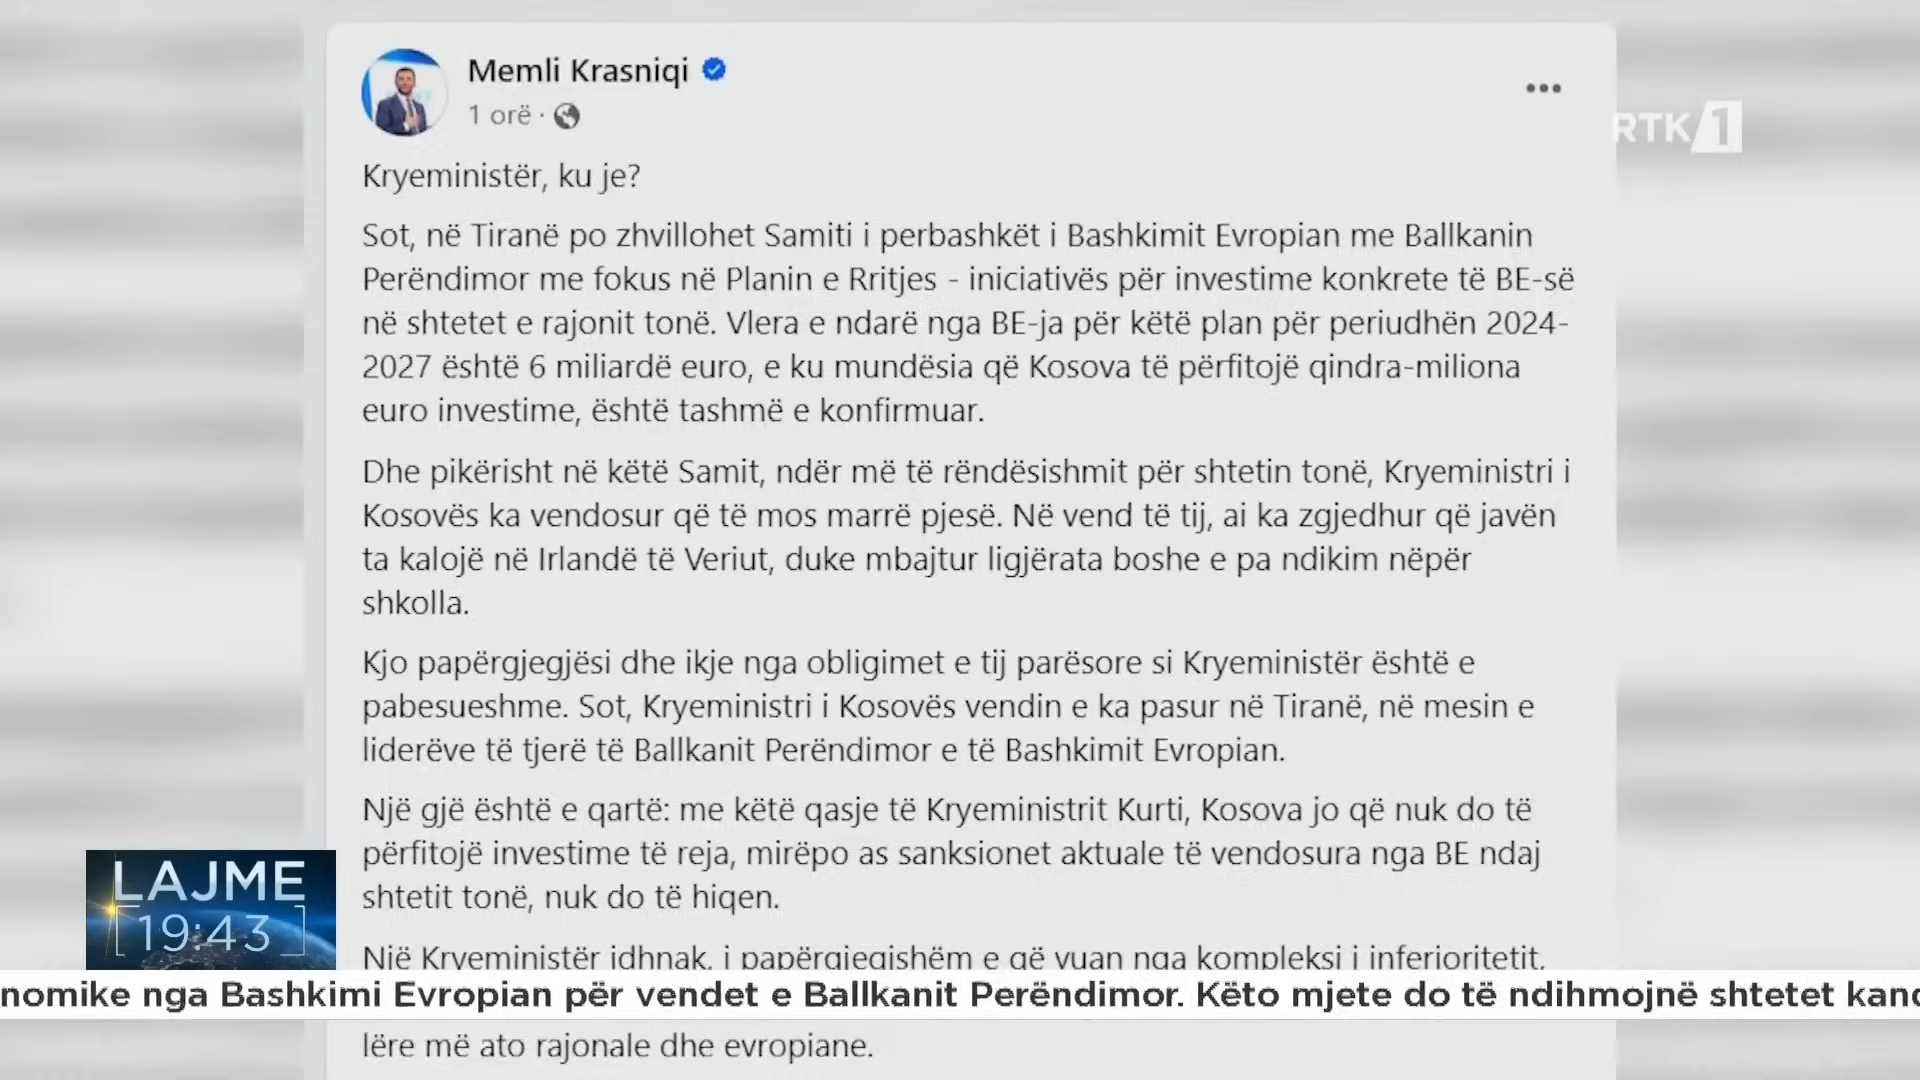 Memli Krasniqi
1 orë ·
RTK 1
Kryeministër, ku je?
Sot, në Tiranë po zhvillohet Samiti i perbashkët i Bashkimit Evropian me Ballkanin
Perëndimor me fokus në Planin e Rritjes - iniciativës për investime konkrete të BE-së
në shtetet e rajonit tonë. Vlera e ndarë nga BE-ja për këtë plan për periudhën 2024-
2027 është 6 miliardë euro, e ku mundësia që Kosova të përfitojë qindra-miliona
euro investime, është tashmë e konfirmuar.
Dhe pikërisht në këtë Samit, ndër më të rëndësishmit për shtetin tonë, Kryeministri i
Kosovës ka vendosur që të mos marrë pjesë. Në vend të tij, ai ka zgjedhur që javën
ta kalojë në Irlandë të Veriut, duke mbajtur ligjërata boshe e pa ndikim nëpër
shkolla.
Kjo papërgjegjësi dhe ikje nga obligimet e tij parësore si Kryeministër është e
pabesueshme. Sot, Kryeministri i Kosovës vendin e ka pasur në Tiranë, në mesin e
liderëve të tjerë të Ballkanit Perëndimor e të Bashkimit Evropian.
Një gjë është e qartë: me këtë qasje të Kryeministrit Kurti, Kosova jo që nuk do të
përfitojë investime të reja, mirëpo as sanksionet aktuale të vendosura nga BE ndaj
shtetit tonë, nuk do të hiqen.
Një Kryeministër idhnak, i papërgjegjshëm e që vuan nga kompleksi i inferioritetit,
LAJME
19:43
nomike nga Bashkimi Evropian për vendet e Ballkanit Perëndimor. Këto mjete do të ndihmojnë shtetet kand
lëre më ato rajonale dhe evropiane.